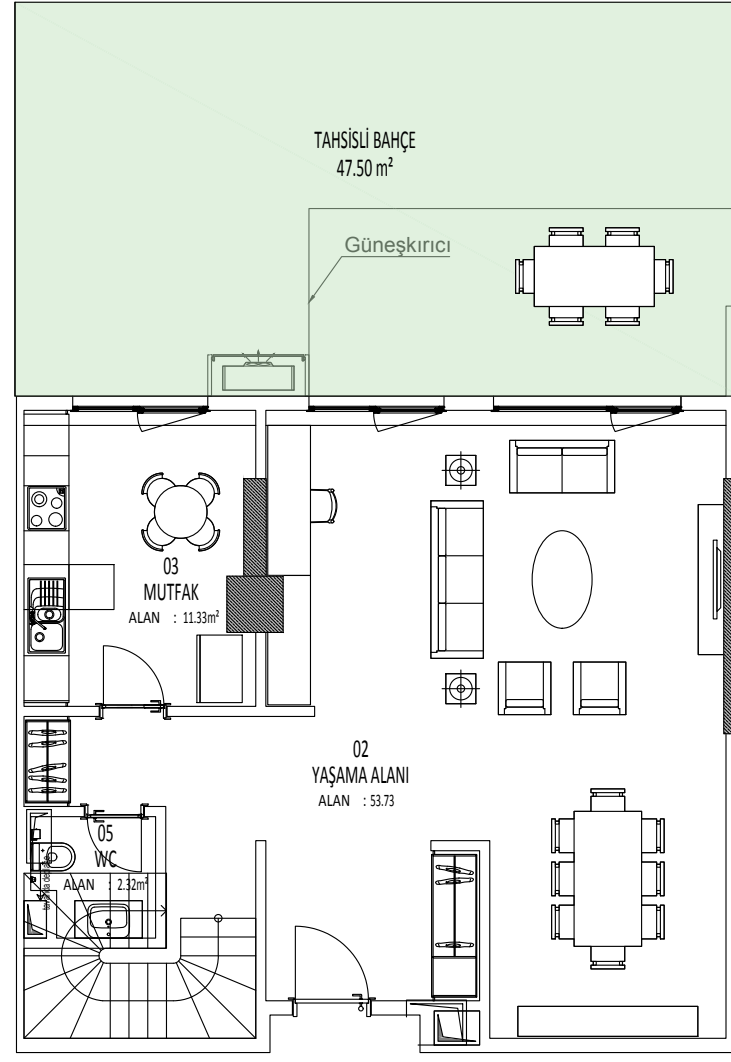 TAHSİSLİ BAHÇE
47.50 m²
Güneşkırıcı
03
MUTFAK
ALAN : 11.33m²
02
YAŞAMA ALANI
ALAN : 53.73
05
WC
ALAN : 2.32m²